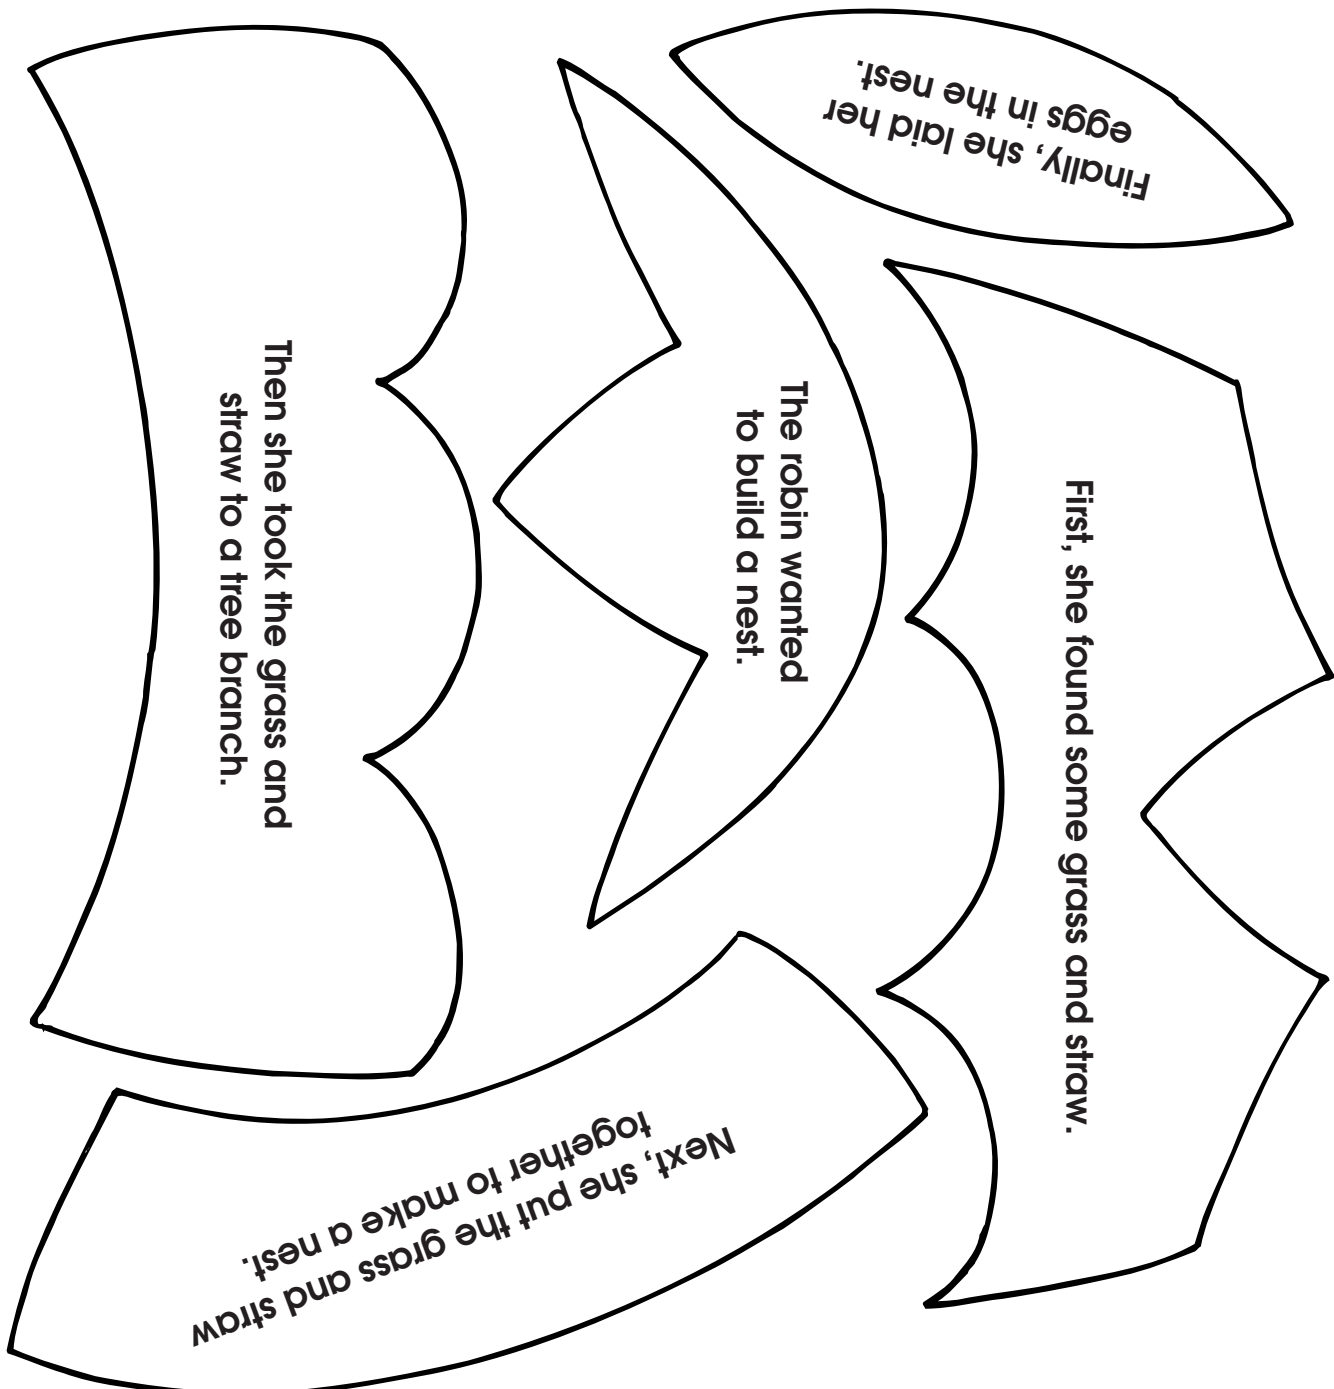 The robin wanted
to build a nest.
First, she found some grass and straw.
Then she took the grass and
straw to a tree branch.
Next, she put the grass and straw
together to make a nest.
Finally, she laid her
eggs in the nest.